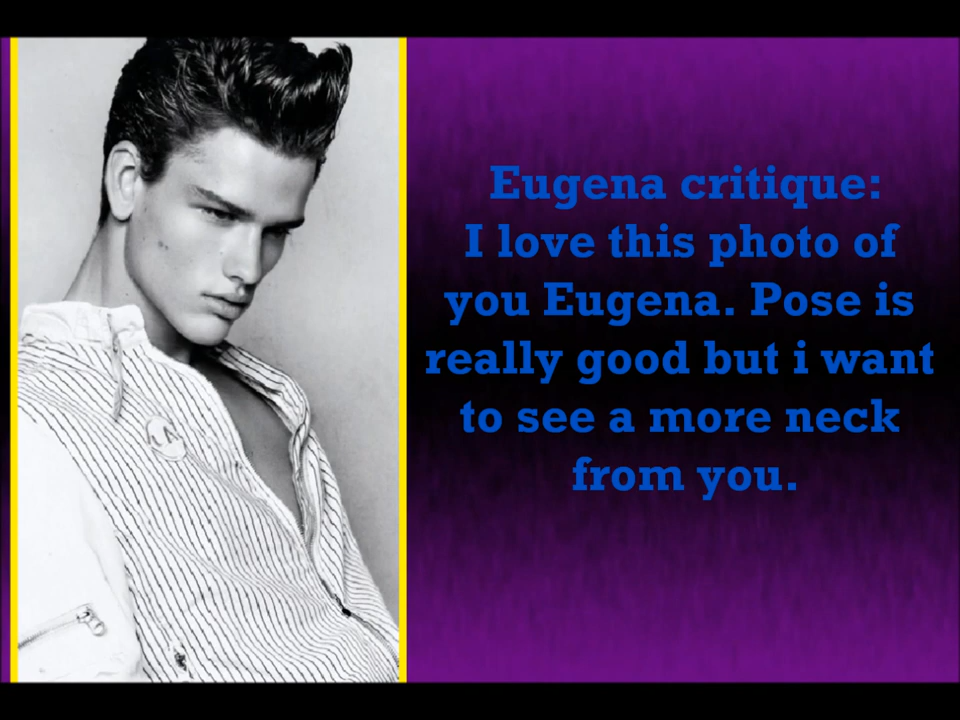 Eugena critique:
I love this photo of
you Eugena. Pose is
really good but i want
to see a more neck
from you.